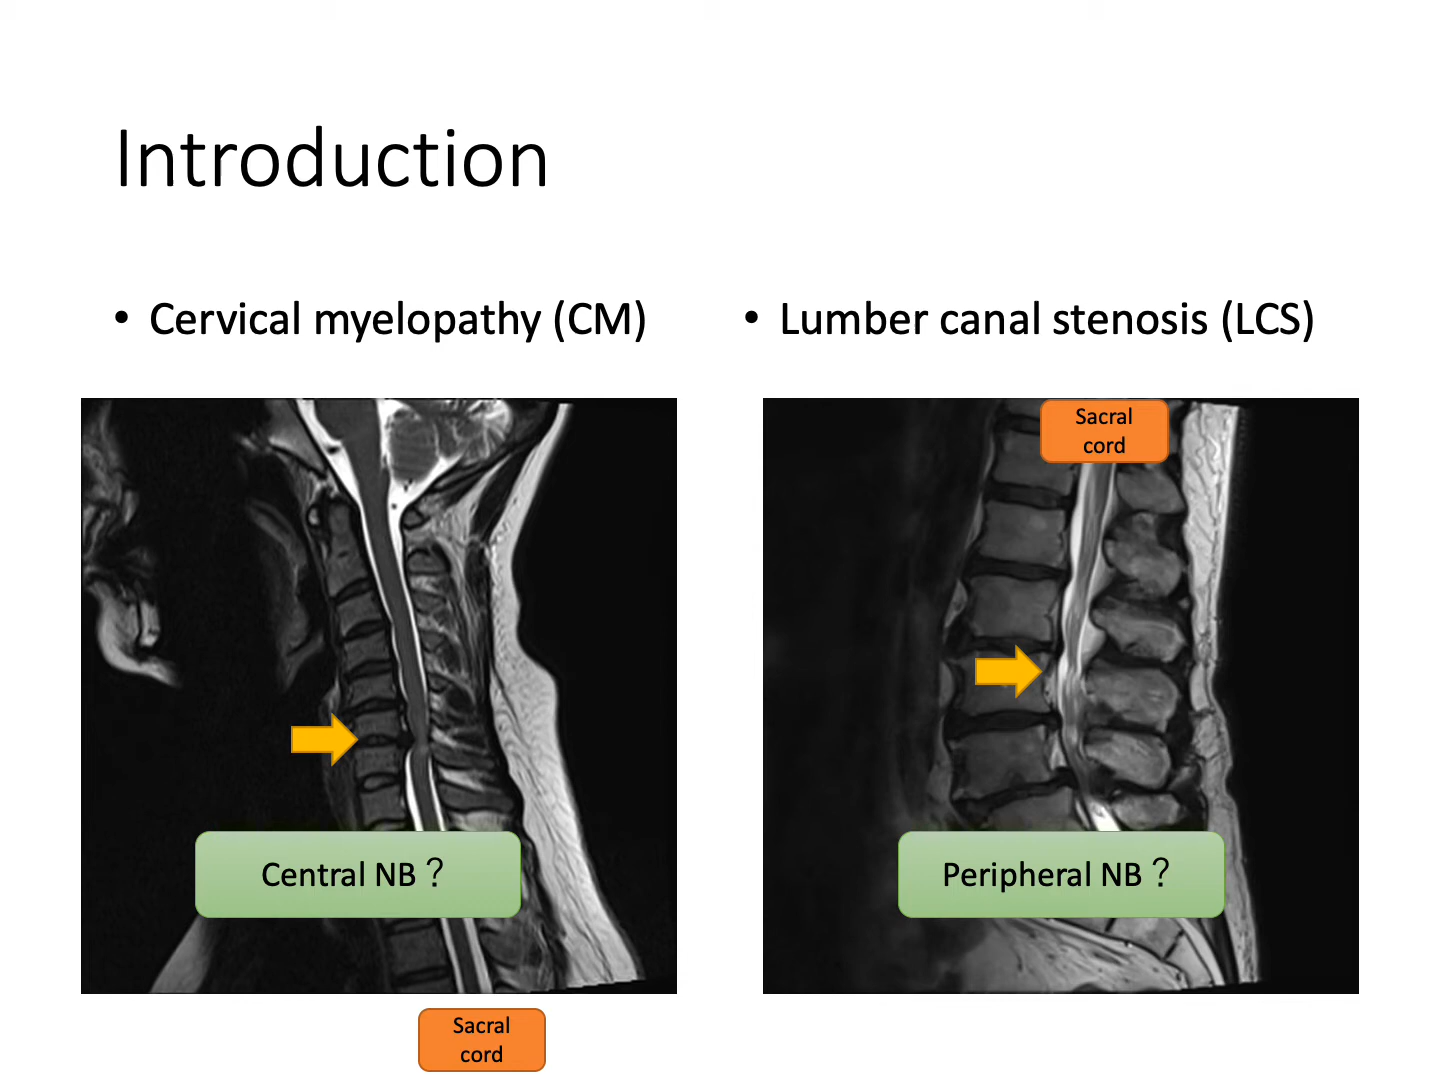 Introduction
• Cervical myelopathy (CM)
• Lumber canal stenosis (LCS)
Sacral
cord
Central NB？
Peripheral NB？
Sacral
cord